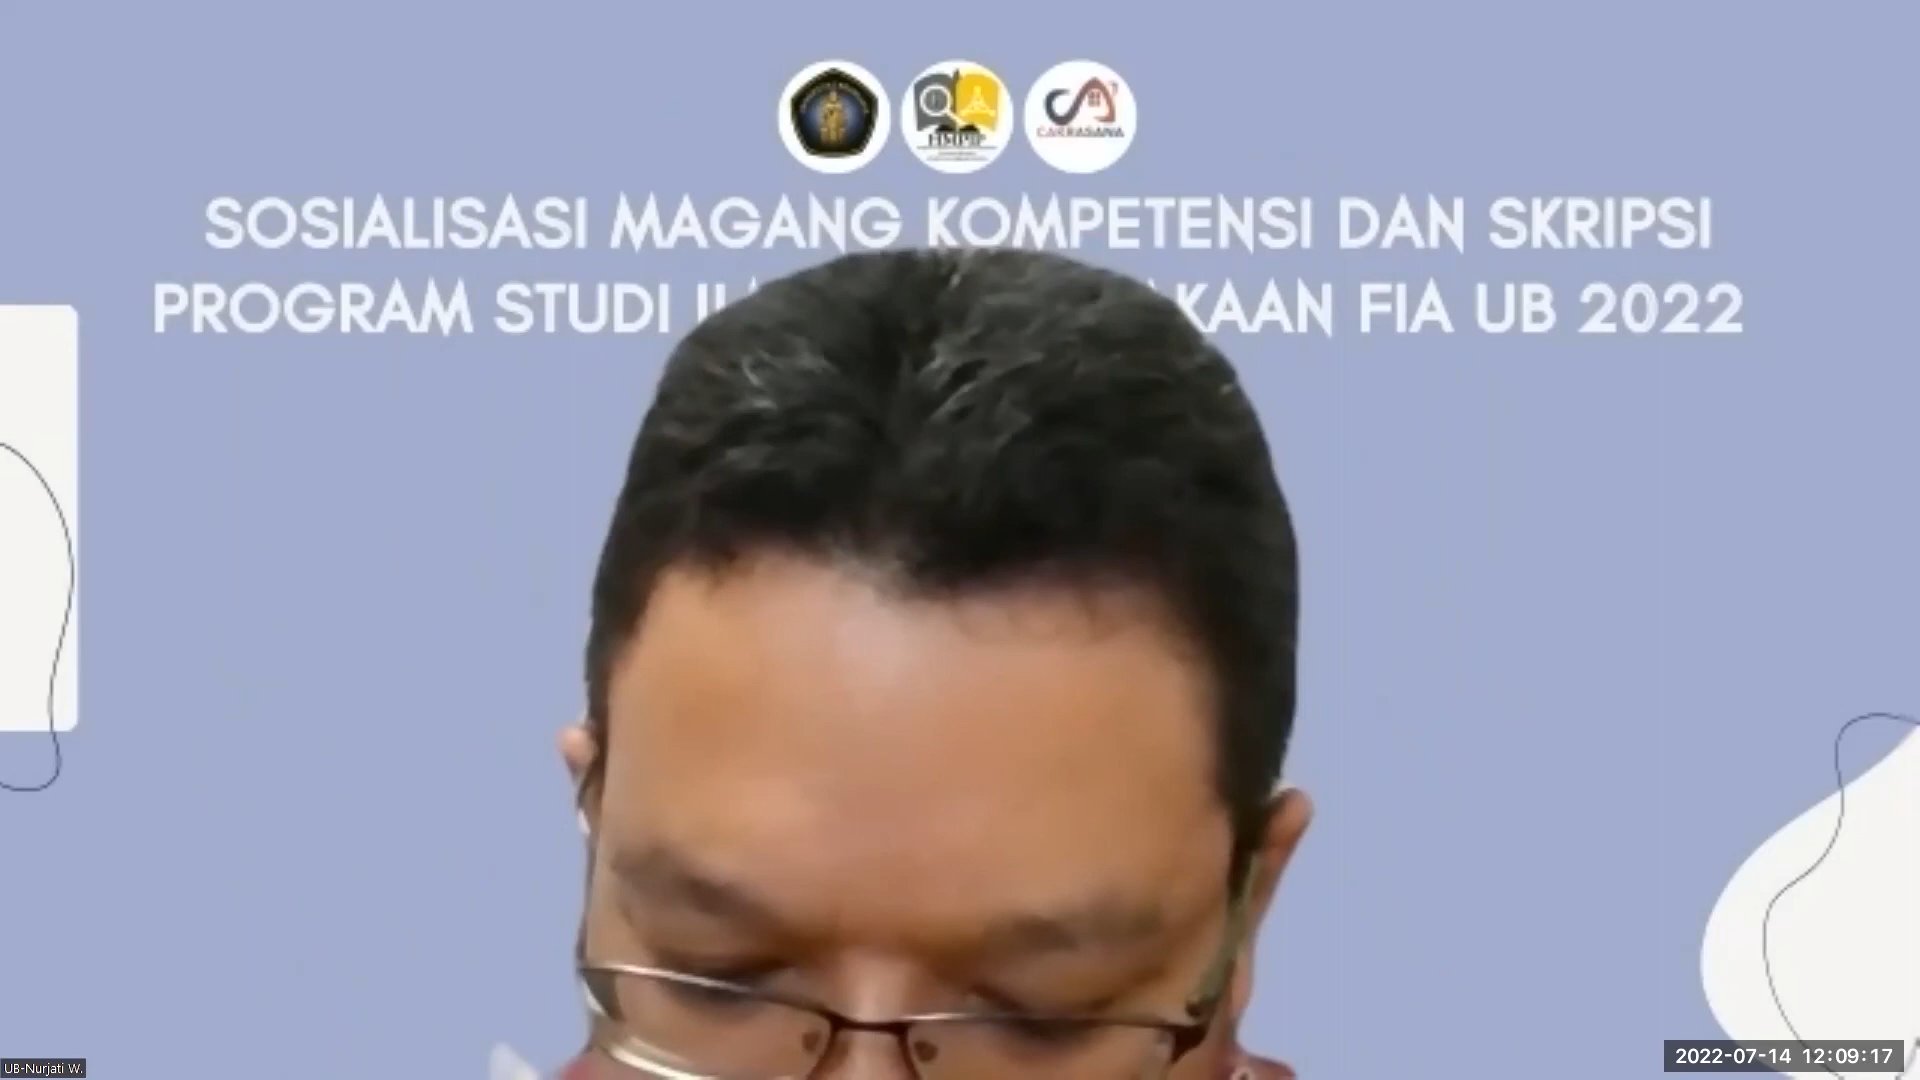 HMPIP
CAKRASANA
SOSIALISASI MAGANG KOMPETENSI DAN SKRIPSI
PROGRAM STUDI KAAN FIA UB 2022
UB-Nurjati W.
2022-07-14 12:09:17